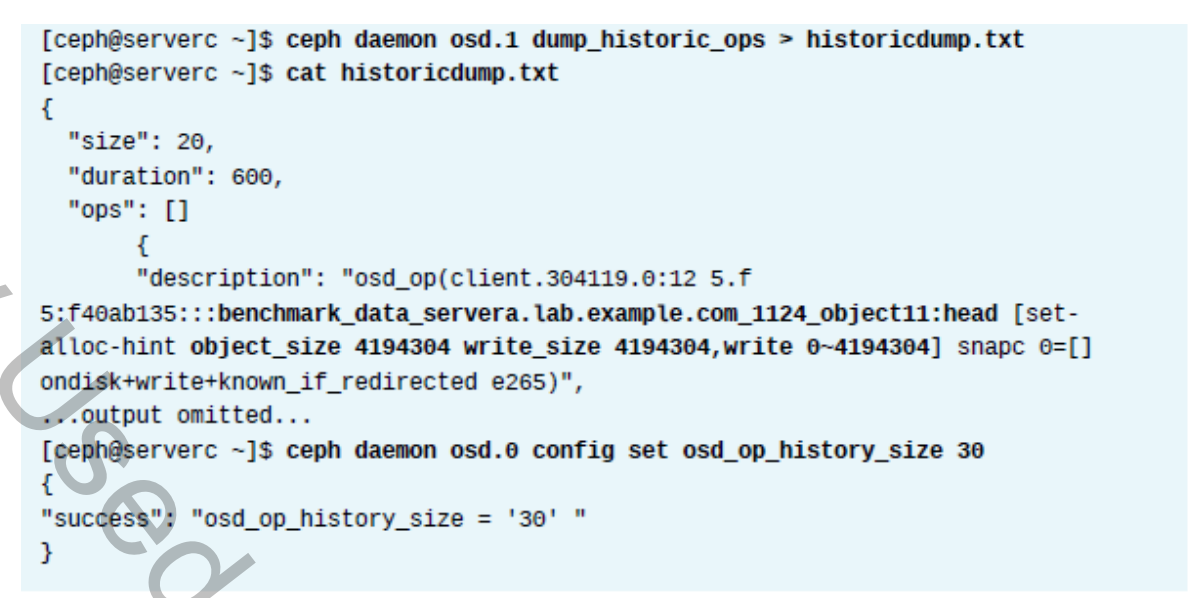 [ceph@serverc ~]$ ceph daemon osd.1 dump_historic_ops > historicdump.txt
[ceph@serverc ~]$ cat historicdump.txt
{
  "size": 20,
  "duration": 600,
  "ops": []
       {
       "description": "osd_op(client.304119.0:12 5.f
5:f40ab135:::benchmark_data_servera.lab.example.com_1124_object11:head [set-
alloc-hint object_size 4194304 write_size 4194304,write 0~4194304] snapc 0=[]
ondisk+write+known_if_redirected e265)",
...output omitted...
[ceph@serverc ~]$ ceph daemon osd.0 config set osd_op_history_size 30
{
"success": "osd_op_history_size = '30' "
}
Used